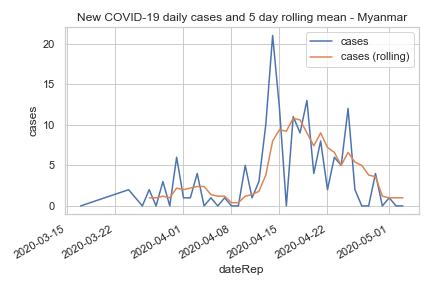 New COVID-19 daily cases and 5 day rolling mean - Myanmar
cases
cases (rolling)
20
15
10
5
0
cases
2020-03-15
2020-03-22
2020-04-01
2020-04-08
2020-04-15
2020-04-22
2020-05-01
dateRep